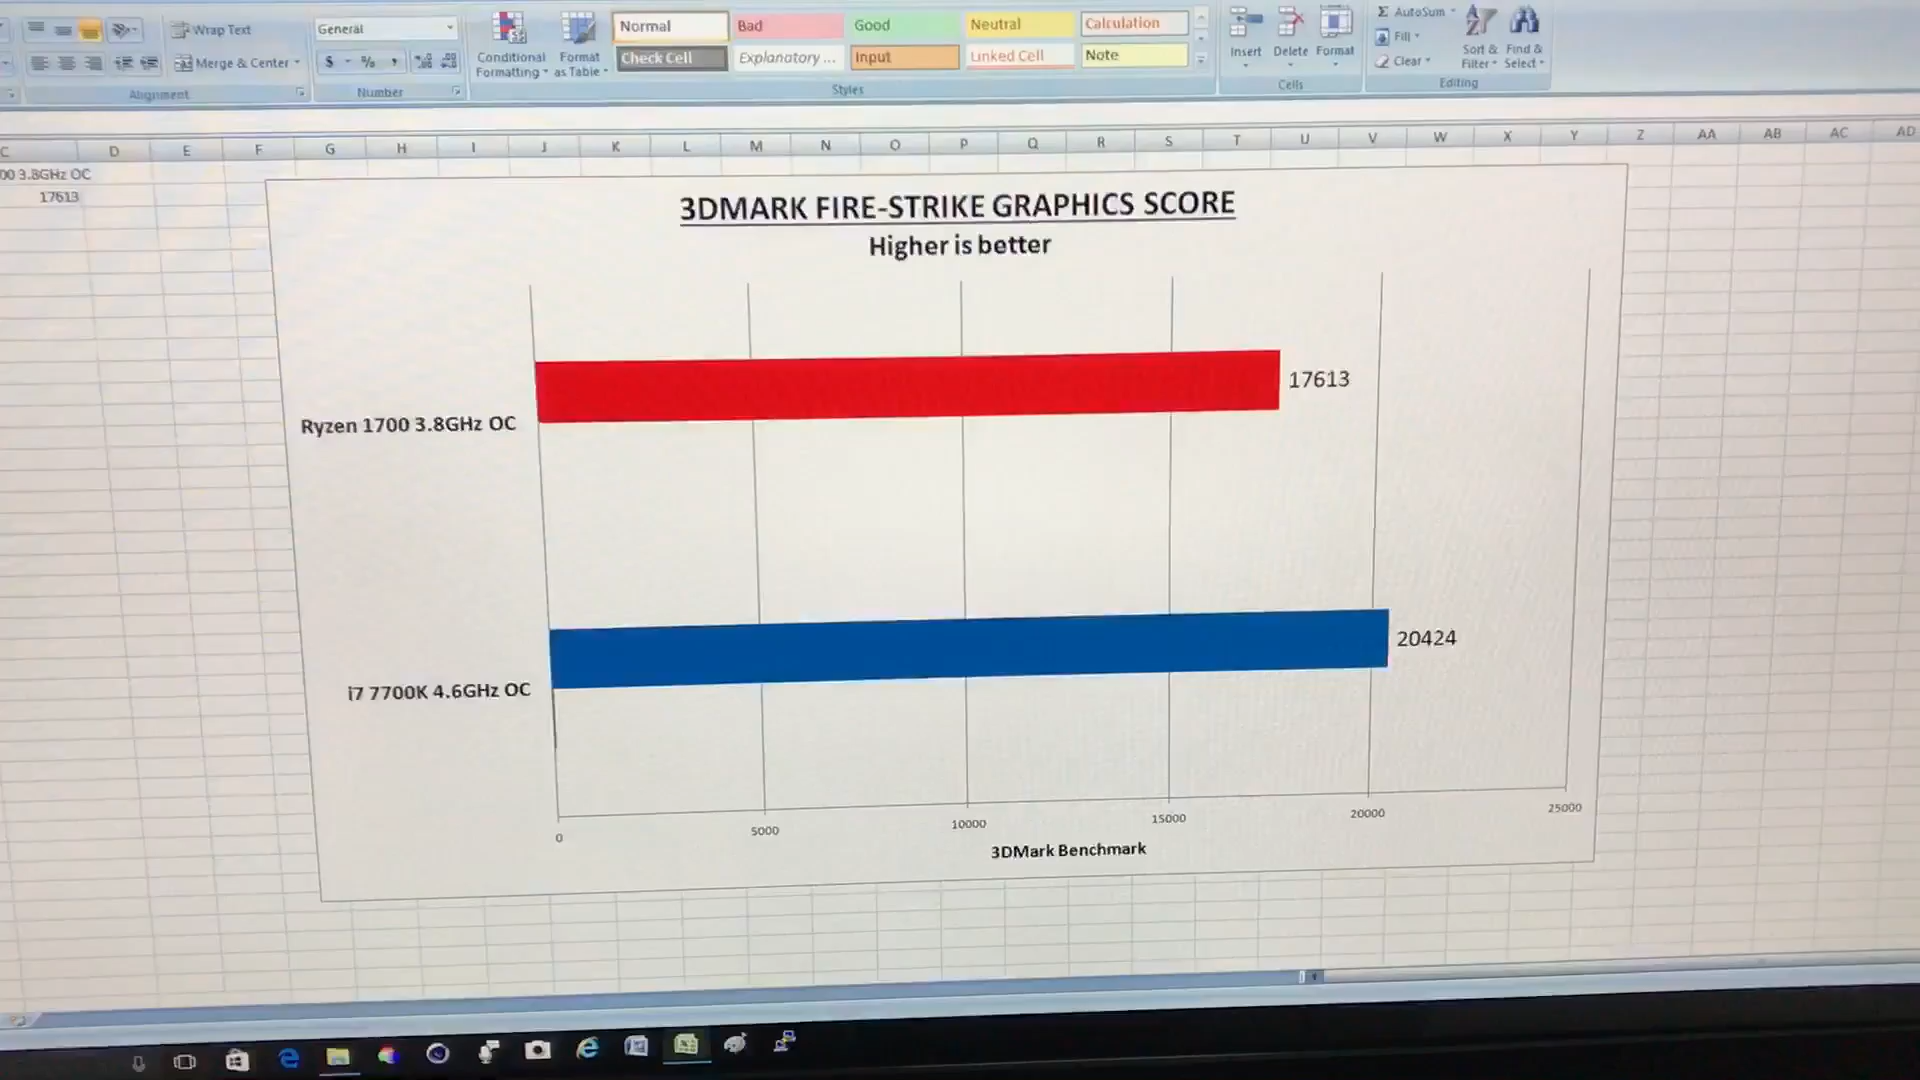 Wrap Text
General
Normal
Bad
Good
Neutral
Calculation
AutoSum
Merge & Center
$ % ,
Conditional Formatting
Format as Table
Check Cell
Explanatory ...
Input
Linked Cell
Note
Insert
Delete
Format
Fill
Clear
Sort & Filter
Find & Select
Alignment
Number
Styles
Cells
Editing
C D E F G H I J K L M N O P Q R S T U V W X Y Z AA AB AC AD
00 3.8GHz OC
17613
3DMARK FIRE-STRIKE GRAPHICS SCORE
Higher is better
17613
Ryzen 1700 3.8GHz OC
20424
i7 7700K 4.6GHz OC
0 5000 10000 15000 20000 25000
3DMark Benchmark